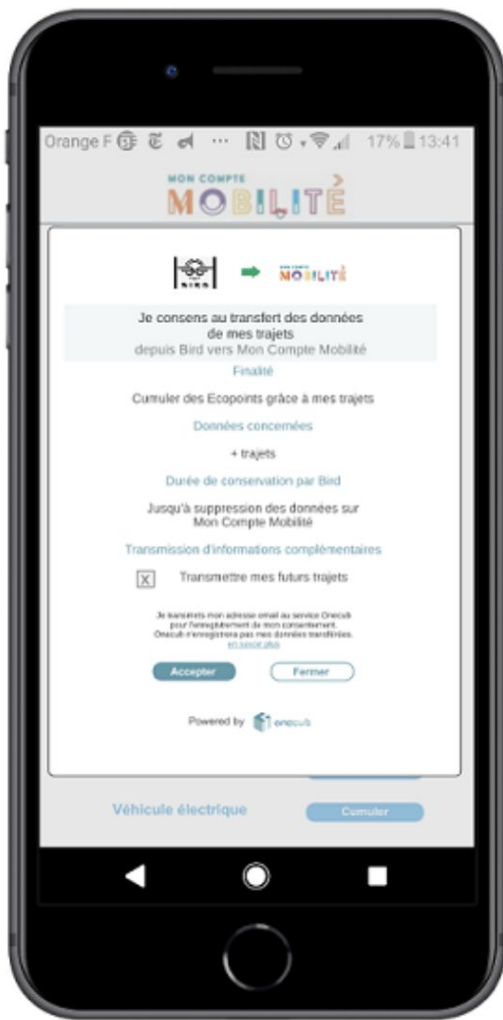 Orange F ... 17% 13:41
MON COMPTE
MOBILITÉ
BIRD → MON COMPTE MOBILITÉ
Je consens au transfert des données
de mes trajets
depuis Bird vers Mon Compte Mobilité
Finalité
Cumuler des Ecopoints grâce à mes trajets
Données concernées
+ trajets
Durée de conservation par Bird
Jusqu'à suppression des données sur
Mon Compte Mobilité
Transmission d'informations complémentaires
X Transmettre mes futurs trajets
Je transmets mon adresse email au service Onecub
pour l'enregistrement de mon consentement.
Onecub n'enregistrera pas mes données transférées.
en savoir plus
Accepter Fermer
Powered by onecub
Véhicule électrique Cumuler